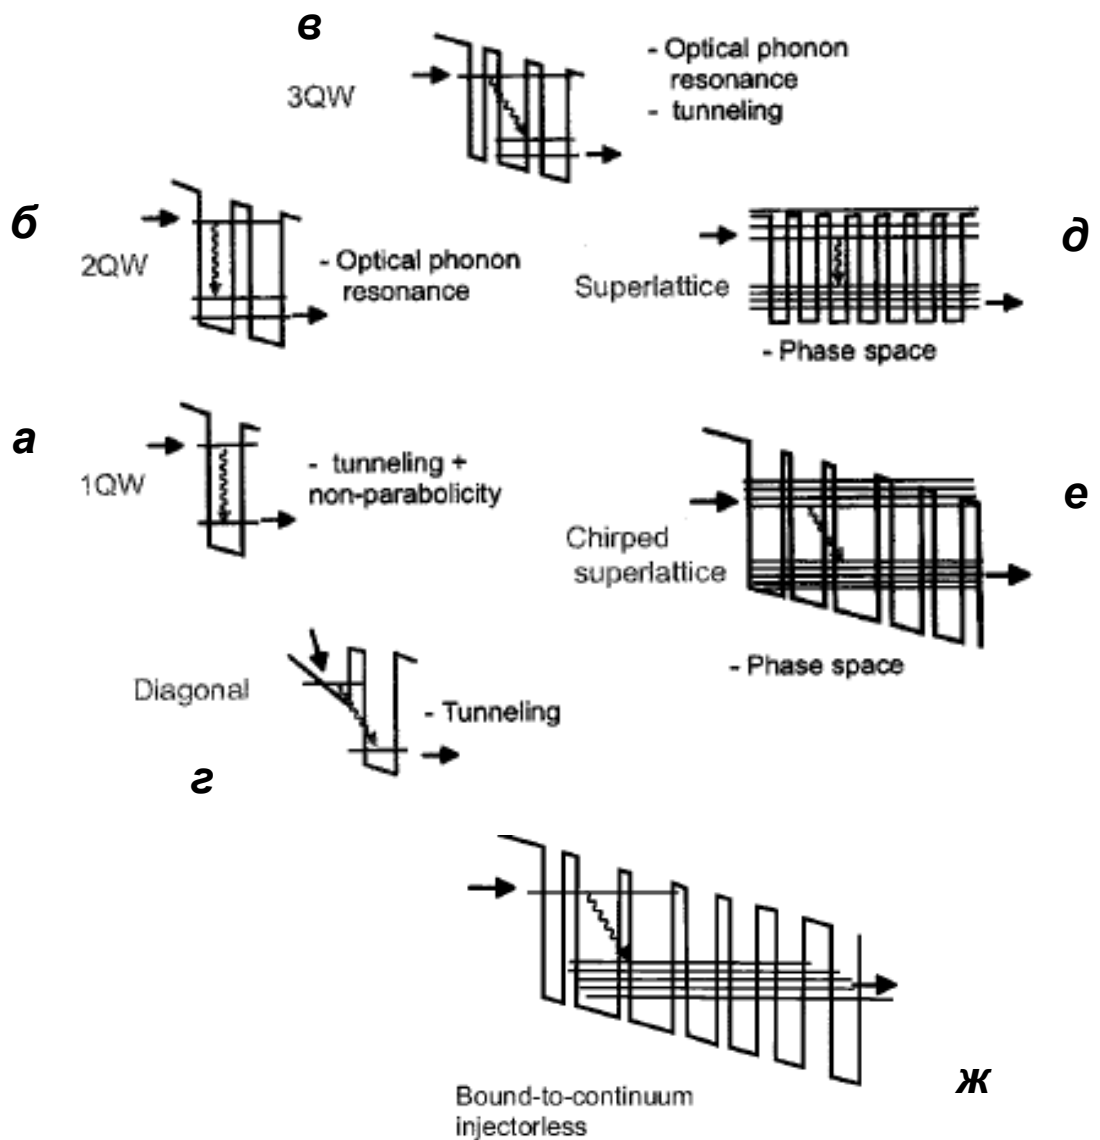 в
3QW
- Optical phonon
resonance
- tunneling
б
2QW
- Optical phonon
resonance
Superlattice
д
- Phase space
а
1QW
- tunneling +
non-parabolicity
Chirped
superlattice
е
- Phase space
Diagonal
- Tunneling
г
Bound-to-continuum
injectorless
ж